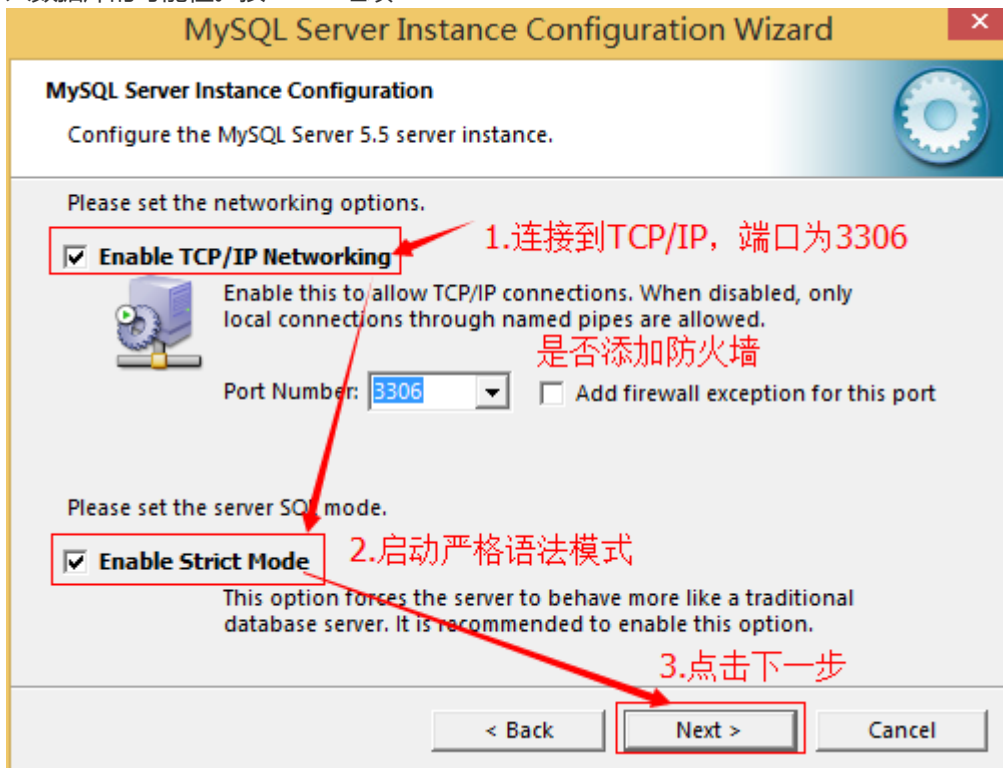 MySQL Server Instance Configuration Wizard
MySQL Server Instance Configuration
Configure the MySQL Server 5.5 server instance.
Please set the networking options.
1.连接到TCP/IP，端口为3306
Enable TCP/IP Networking
Enable this to allow TCP/IP connections. When disabled, only
local connections through named pipes are allowed.
是否添加防火墙
Port Number: 3306 Add firewall exception for this port
Please set the server SQL mode.
2.启动严格语法模式
Enable Strict Mode
This option forces the server to behave more like a traditional
database server. It is recommended to enable this option.
3.点击下一步
< Back Next > Cancel